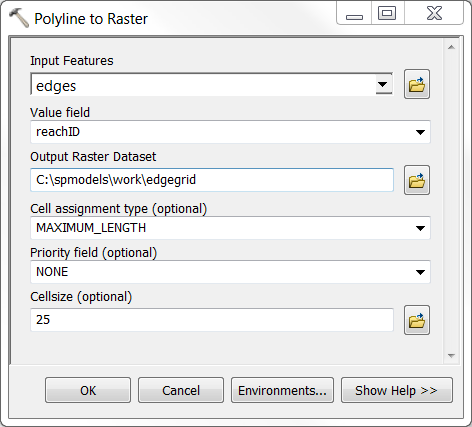 Polyline to Raster
Input Features
edges
Value field
reachID
Output Raster Dataset
C:\spmodels\work\edgegrid
Cell assignment type (optional)
MAXIMUM_LENGTH
Priority field (optional)
NONE
Cellsize (optional)
25
OK Cancel Environments... Show Help >>